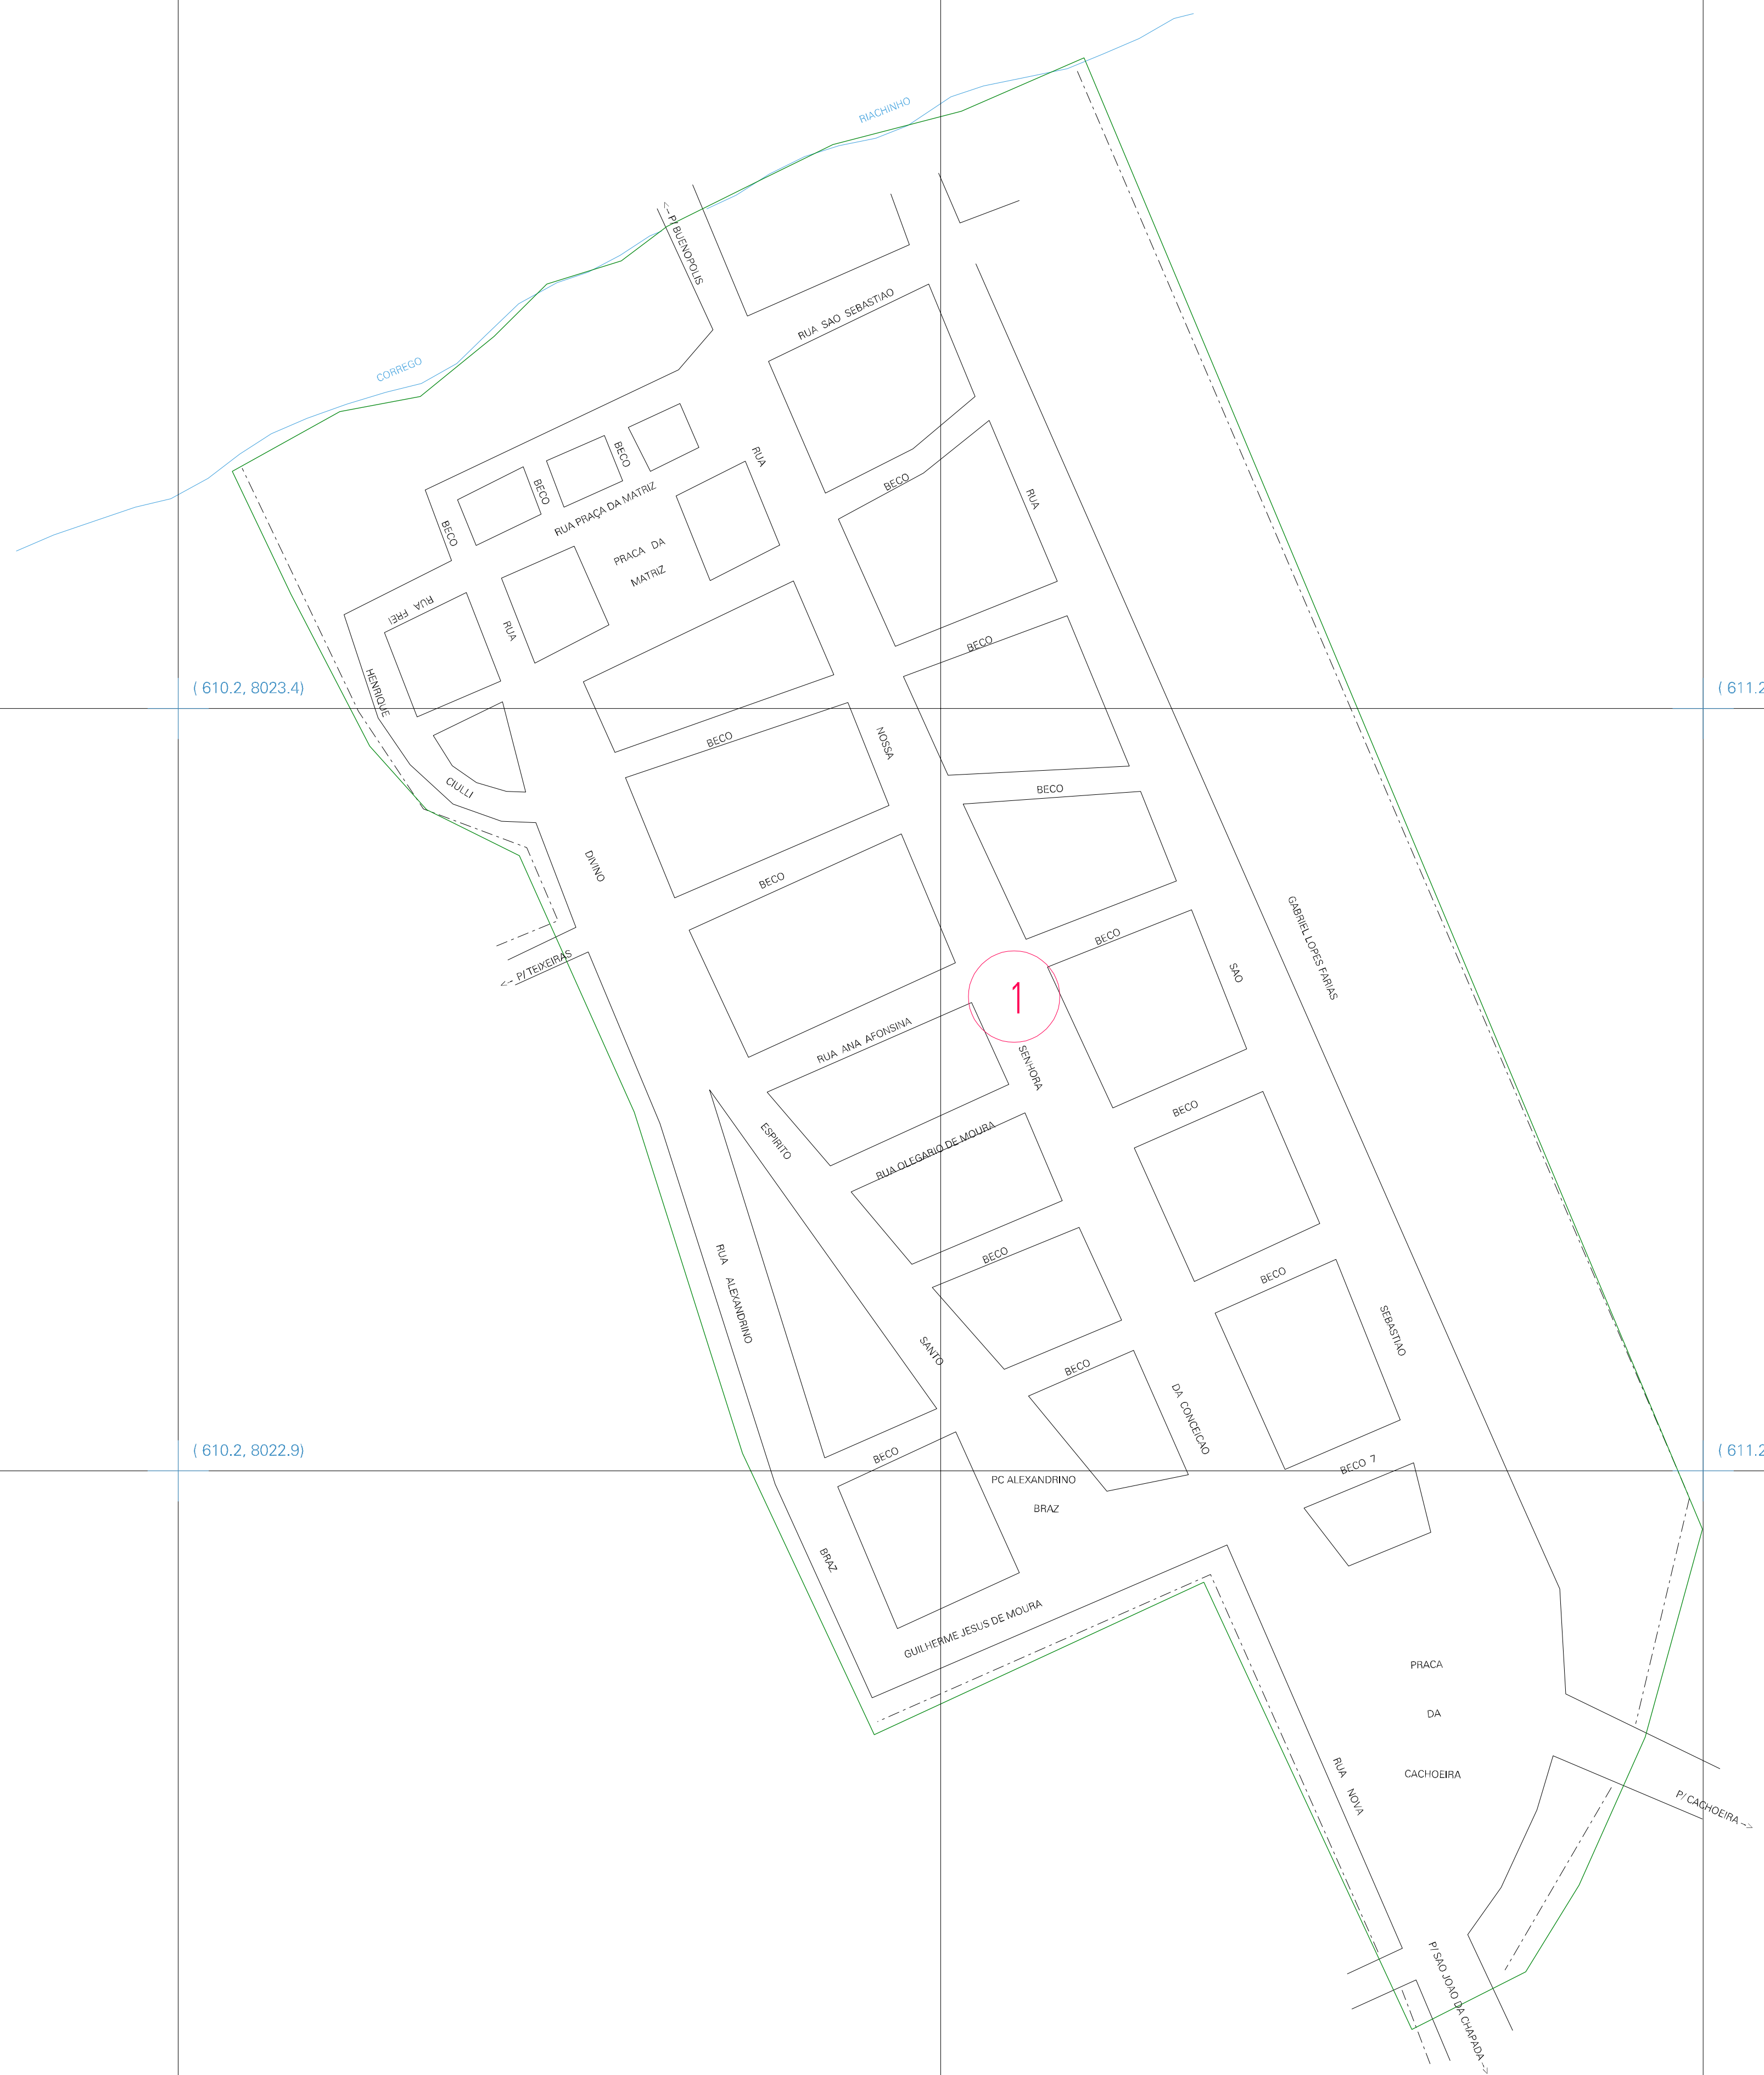 RIACHINHO
P/ BUENOPOLIS
RUA SAO SEBASTIAO
CORREGO
BECO
RUA
BECO
BECO
BECO
RUA
RUA PRAÇA DA MATRIZ
BECO
PRACA DA
MATRIZ
RUA FREI
RUA
BECO
HENRIQUE
( 610.2, 8023.4)
( 611.2
BECO
NOSSA
CIULLI
BECO
DIVINO
BECO
GABRIEL LOPES FARIAS
BECO
<-- P/ TEIXEIRAS
SAO
1
RUA ANA AFONSINA
SENHORA
BECO
ESPIRITO
RUA OLEGARIO DE MOURA
RUA ALEXANDRINO
BECO
BECO
SEBASTIAO
SANTO
BECO
DA CONCEICAO
( 610.2, 8022.9)
( 611.2
BECO
BECO 7
PC ALEXANDRINO
BRAZ
BRAZ
GUILHERME JESUS DE MOURA
PRACA
DA
CACHOEIRA
RUA NOVA
P/ CACHOEIRA -->
P/ SAO JOAO DA CHAPADA -->